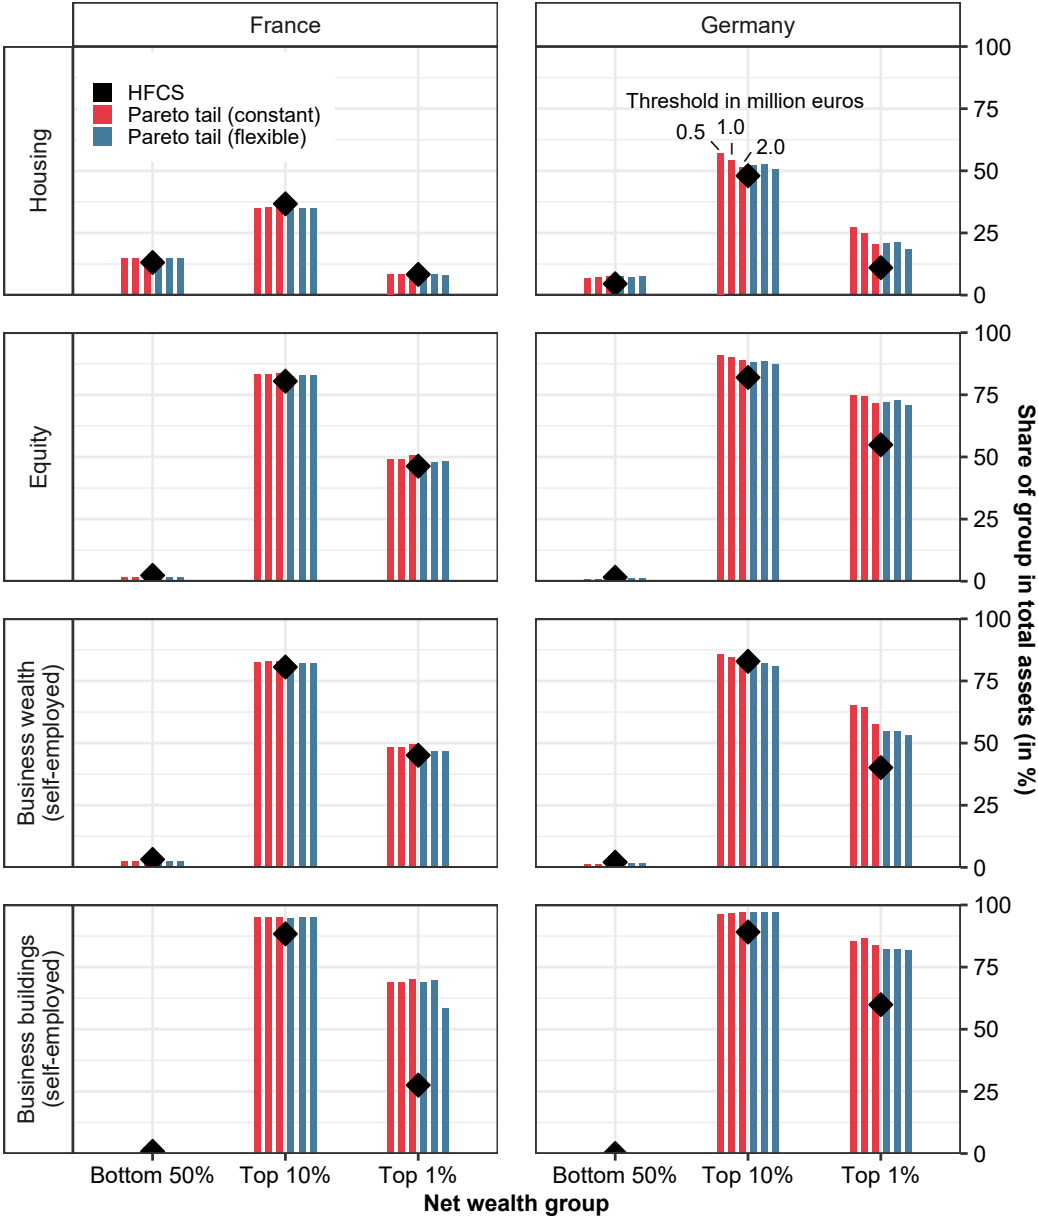 France
Germany
Housing
HFCS
Pareto tail (constant)
Pareto tail (flexible)
Threshold in million euros
0.5
1.0
2.0
100
75
50
25
0
Equity
100
75
50
25
0
Business wealth
(self-employed)
100
75
50
25
0
Business buildings
(self-employed)
100
75
50
25
0
Share of group in total assets (in %)
Bottom 50%
Top 10%
Top 1%
Bottom 50%
Top 10%
Top 1%
Net wealth group